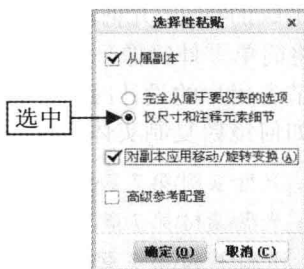 选择性粘贴
从属副本
完全从属于要改变的选项
选中
仅尺寸和注释元素细节
对副本应用移动/旋转变换(A)
高级参考配置
确定(O) 取消(C)